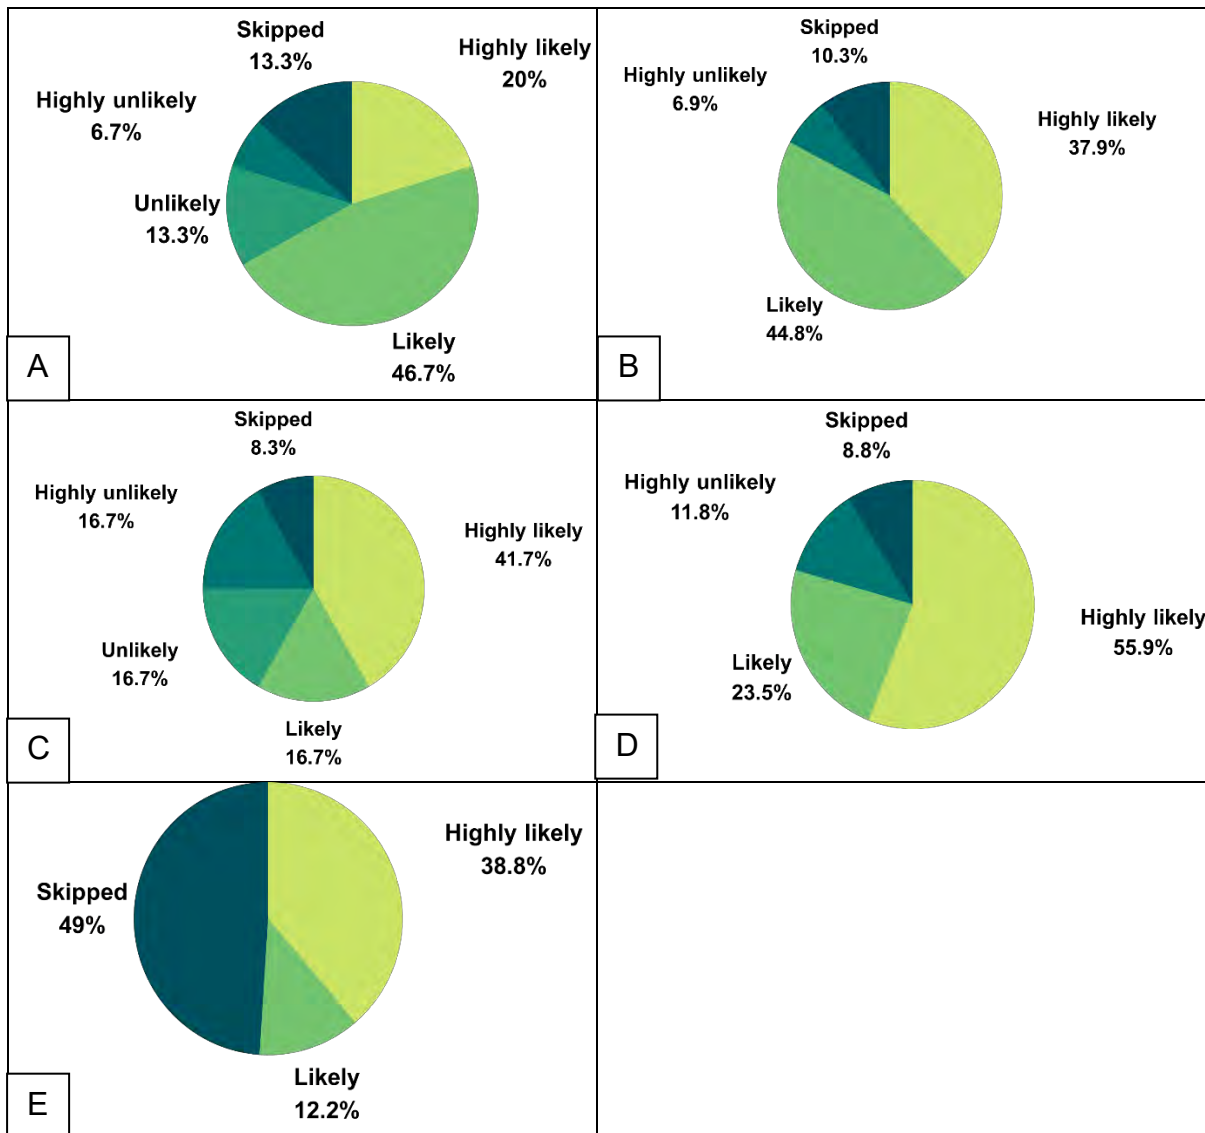 Skipped
13.3%
Highly likely
20%
Highly unlikely
6.7%
Unlikely
13.3%
Likely
46.7%
A
Skipped
10.3%
Highly unlikely
6.9%
Highly likely
37.9%
Likely
44.8%
B
Skipped
8.3%
Highly unlikely
16.7%
Highly likely
41.7%
Unlikely
16.7%
Likely
16.7%
C
Skipped
8.8%
Highly unlikely
11.8%
Highly likely
55.9%
Likely
23.5%
D
Highly likely
38.8%
Skipped
49%
Likely
12.2%
E